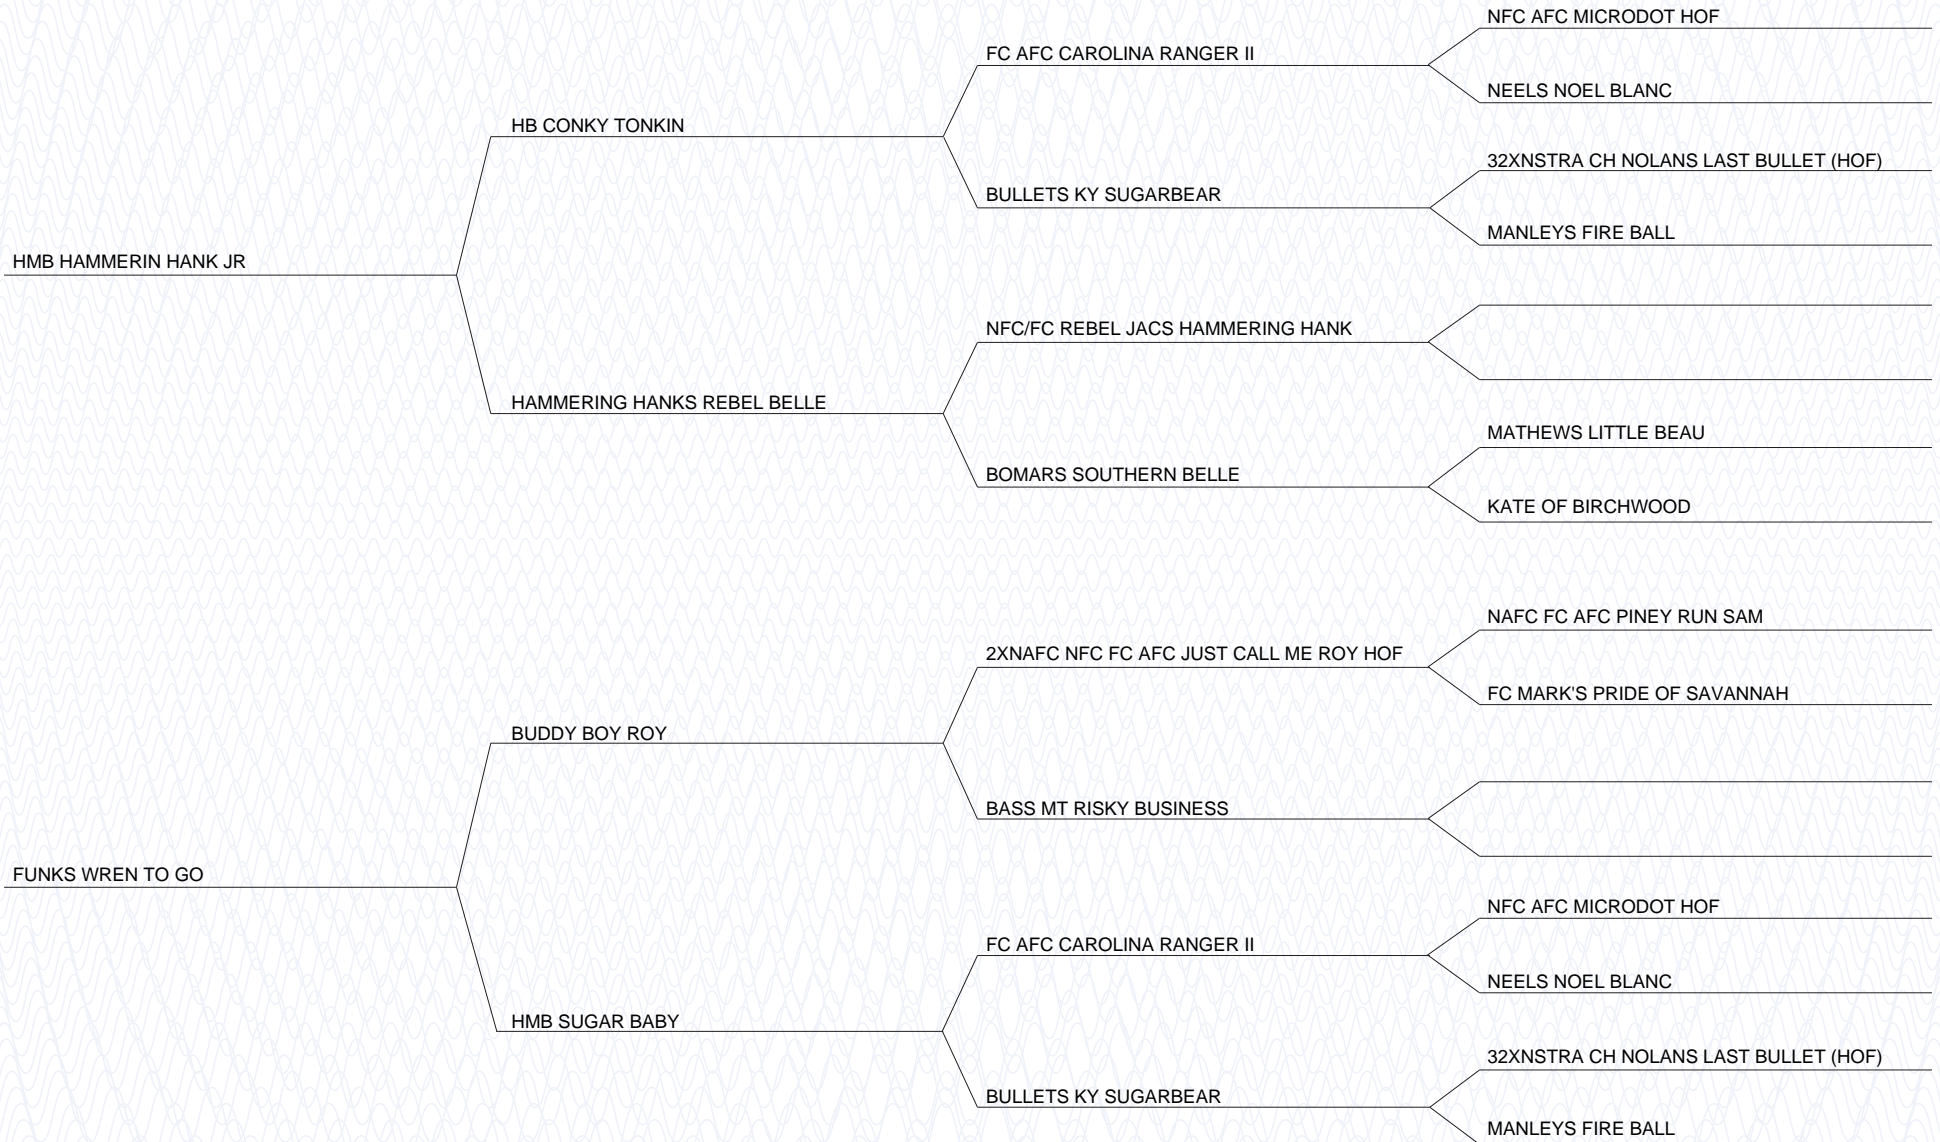 NFC AFC MICRODOT HOF
FC AFC CAROLINA RANGER II
NEELS NOEL BLANC
HB CONKY TONKIN
32XNSTRA CH NOLANS LAST BULLET (HOF)
BULLETS KY SUGARBEAR
MANLEYS FIRE BALL
HMB HAMMERIN HANK JR
NFC/FC REBEL JACS HAMMERING HANK
HAMMERING HANKS REBEL BELLE
MATHEWS LITTLE BEAU
BOMARS SOUTHERN BELLE
KATE OF BIRCHWOOD
NAFC FC AFC PINEY RUN SAM
2XNAFC NFC FC AFC JUST CALL ME ROY HOF
FC MARK'S PRIDE OF SAVANNAH
BUDDY BOY ROY
BASS MT RISKY BUSINESS
FUNKS WREN TO GO
NFC AFC MICRODOT HOF
FC AFC CAROLINA RANGER II
NEELS NOEL BLANC
HMB SUGAR BABY
32XNSTRA CH NOLANS LAST BULLET (HOF)
BULLETS KY SUGARBEAR
MANLEYS FIRE BALL